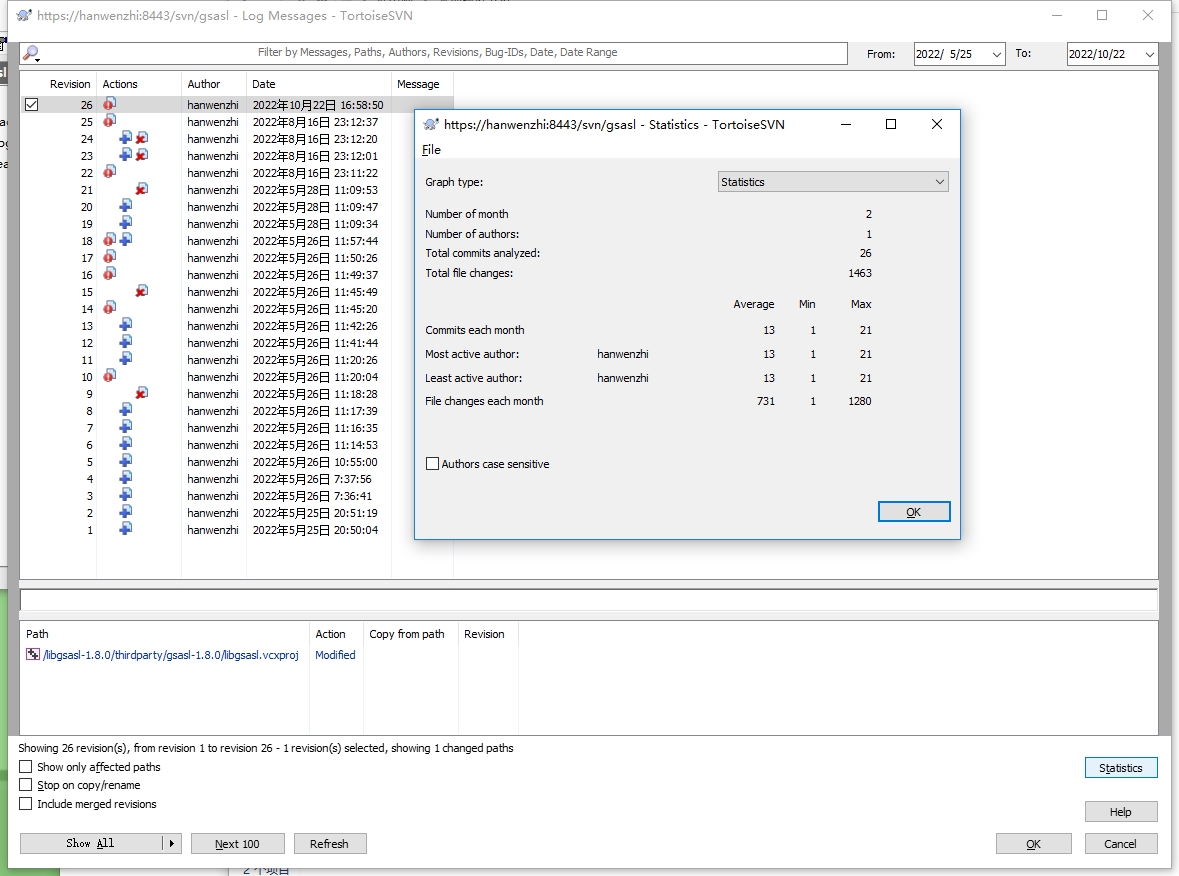 https://hanwenzhi:8443/svn/gsasl - Log Messages - TortoiseSVN
Filter by Messages, Paths, Authors, Revisions, Bug-IDs, Date, Date Range
From: 2022/ 5/25 To: 2022/10/22
Revision Actions Author Date Message
26 hanwenzhi 2022年10月22日 16:58:50
25 hanwenzhi 2022年8月16日 23:12:37
24 hanwenzhi 2022年8月16日 23:12:20
23 hanwenzhi 2022年8月16日 23:12:01
22 hanwenzhi 2022年8月16日 23:11:22
21 hanwenzhi 2022年5月28日 11:09:53
20 hanwenzhi 2022年5月28日 11:09:47
19 hanwenzhi 2022年5月28日 11:09:34
18 hanwenzhi 2022年5月26日 11:57:44
17 hanwenzhi 2022年5月26日 11:50:26
16 hanwenzhi 2022年5月26日 11:49:37
15 hanwenzhi 2022年5月26日 11:45:49
14 hanwenzhi 2022年5月26日 11:45:20
13 hanwenzhi 2022年5月26日 11:42:26
12 hanwenzhi 2022年5月26日 11:41:44
11 hanwenzhi 2022年5月26日 11:20:26
10 hanwenzhi 2022年5月26日 11:20:04
9 hanwenzhi 2022年5月26日 11:18:28
8 hanwenzhi 2022年5月26日 11:17:39
7 hanwenzhi 2022年5月26日 11:16:35
6 hanwenzhi 2022年5月26日 11:14:53
5 hanwenzhi 2022年5月26日 10:55:00
4 hanwenzhi 2022年5月26日 7:37:56
3 hanwenzhi 2022年5月26日 7:36:41
2 hanwenzhi 2022年5月25日 20:51:19
1 hanwenzhi 2022年5月25日 20:50:04
https://hanwenzhi:8443/svn/gsasl - Statistics - TortoiseSVN
File
Graph type: Statistics
Number of month 2
Number of authors: 1
Total commits analyzed: 26
Total file changes: 1463
Average Min Max
Commits each month 13 1 21
Most active author: hanwenzhi 13 1 21
Least active author: hanwenzhi 13 1 21
File changes each month 731 1 1280
Authors case sensitive
OK
Path Action Copy from path Revision
/libgsasl-1.8.0/thirdparty/gsasl-1.8.0/libgsasl.vcxproj Modified
Showing 26 revision(s), from revision 1 to revision 26 - 1 revision(s) selected, showing 1 changed paths
Show only affected paths
Stop on copy/rename
Include merged revisions
Statistics
Help
Show All Next 100 Refresh OK Cancel
2 个项目